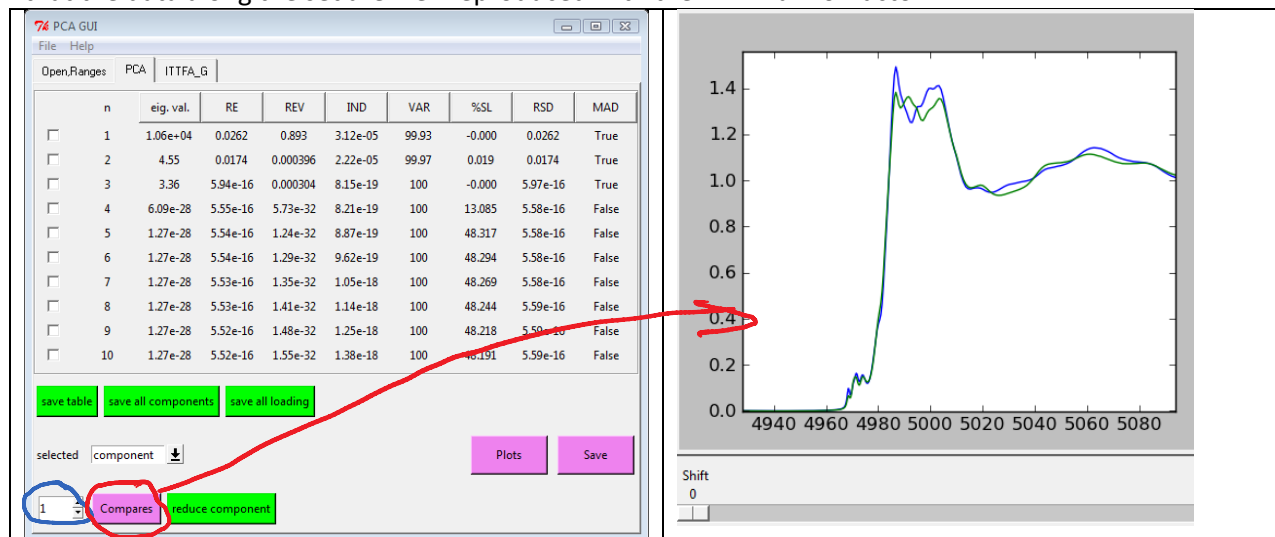 PCA GUI
File Help
Open,Ranges PCA ITTFA_G
n eig. val. RE REV IND VAR %SL RSD MAD
1 1.06e+04 0.0262 0.893 3.12e-05 99.93 -0.000 0.0262 True
2 4.55 0.0174 0.000396 2.22e-05 99.97 0.019 0.0174 True
3 3.36 5.94e-16 0.000304 8.15e-19 100 -0.000 5.97e-16 True
4 6.09e-28 5.55e-16 5.73e-32 8.21e-19 100 13.085 5.58e-16 False
5 1.27e-28 5.54e-16 1.24e-32 8.87e-19 100 48.317 5.58e-16 False
6 1.27e-28 5.54e-16 1.29e-32 9.62e-19 100 48.294 5.58e-16 False
7 1.27e-28 5.53e-16 1.35e-32 1.05e-18 100 48.269 5.58e-16 False
8 1.27e-28 5.53e-16 1.41e-32 1.14e-18 100 48.244 5.59e-16 False
9 1.27e-28 5.52e-16 1.48e-32 1.25e-18 100 48.218 5.59e-16 False
10 1.27e-28 5.52e-16 1.55e-32 1.38e-18 100 48.191 5.59e-16 False
save table save all components save all loading
selected component Plots Save
1 Compares reduce component
1.4
1.2
1.0
0.8
0.6
0.4
0.2
0.0
4940 4960 4980 5000 5020 5040 5060 5080
Shift
0